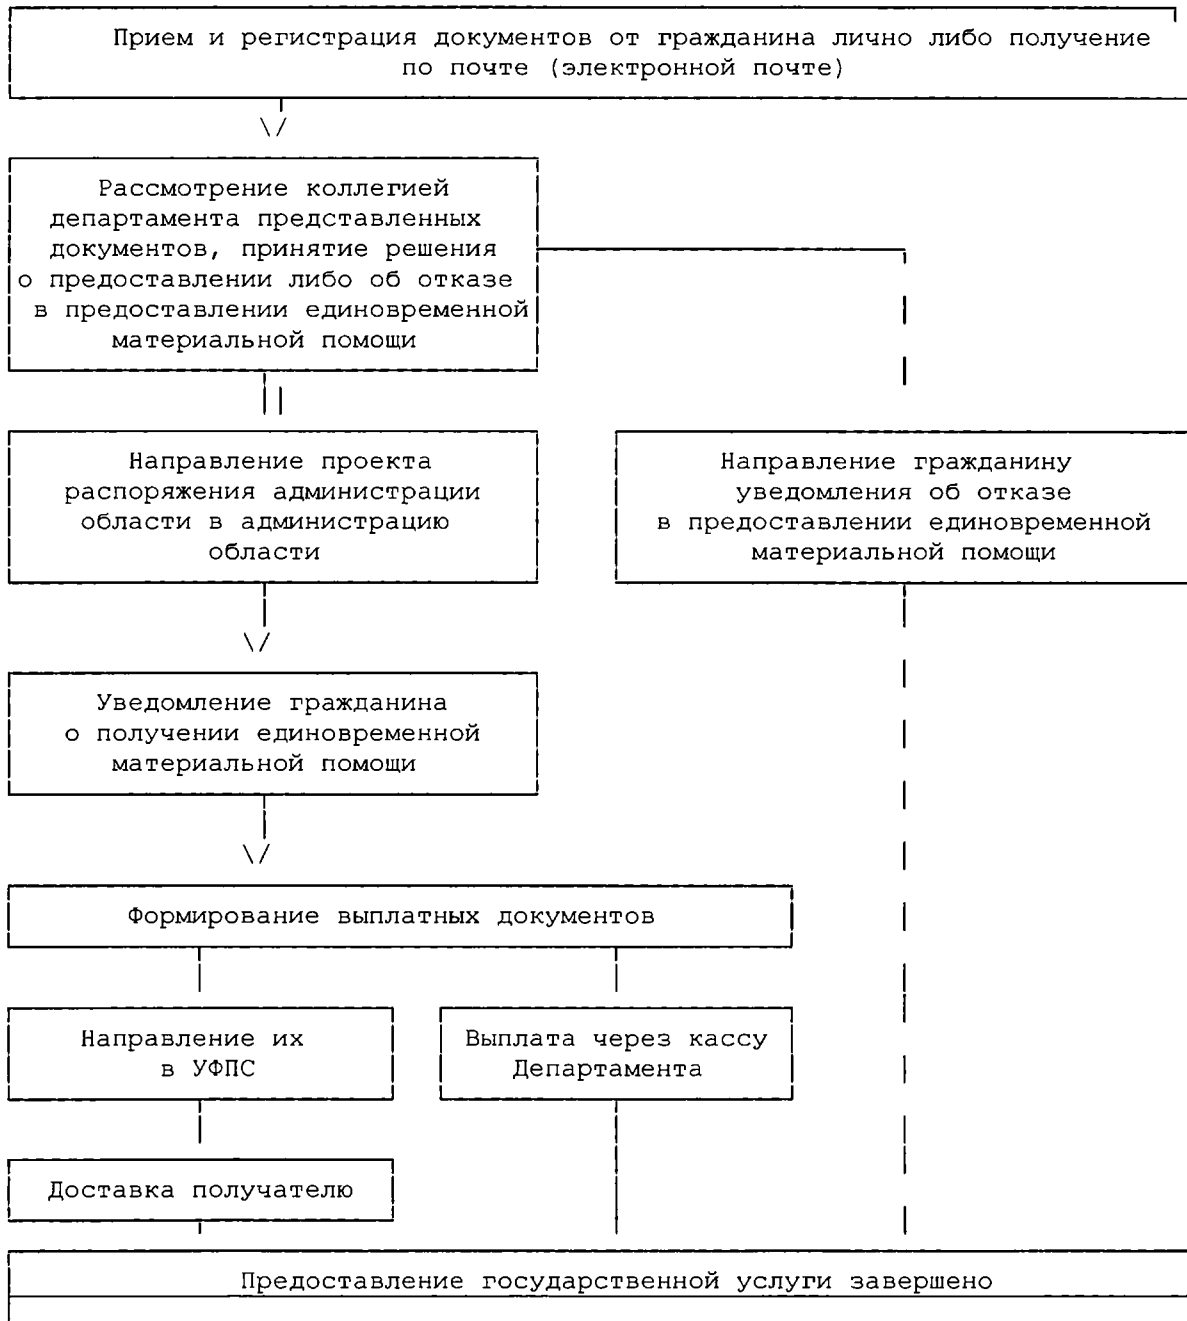 Прием и регистрация документов от гражданина лично либо получение
по почте (электронной почте)
Рассмотрение коллегией
департамента представленных
документов, принятие решения
о предоставлении либо об отказе
в предоставлении единовременной
материальной помощи
Направление проекта
распоряжения администрации
области в администрацию
области
Направление гражданину
уведомления об отказе
в предоставлении единовременной
материальной помощи
Уведомление гражданина
о получении единовременной
материальной помощи
Формирование выплатных документов
Направление их
в УФПС
Выплата через кассу
Департамента
Доставка получателю
Предоставление государственной услуги завершено